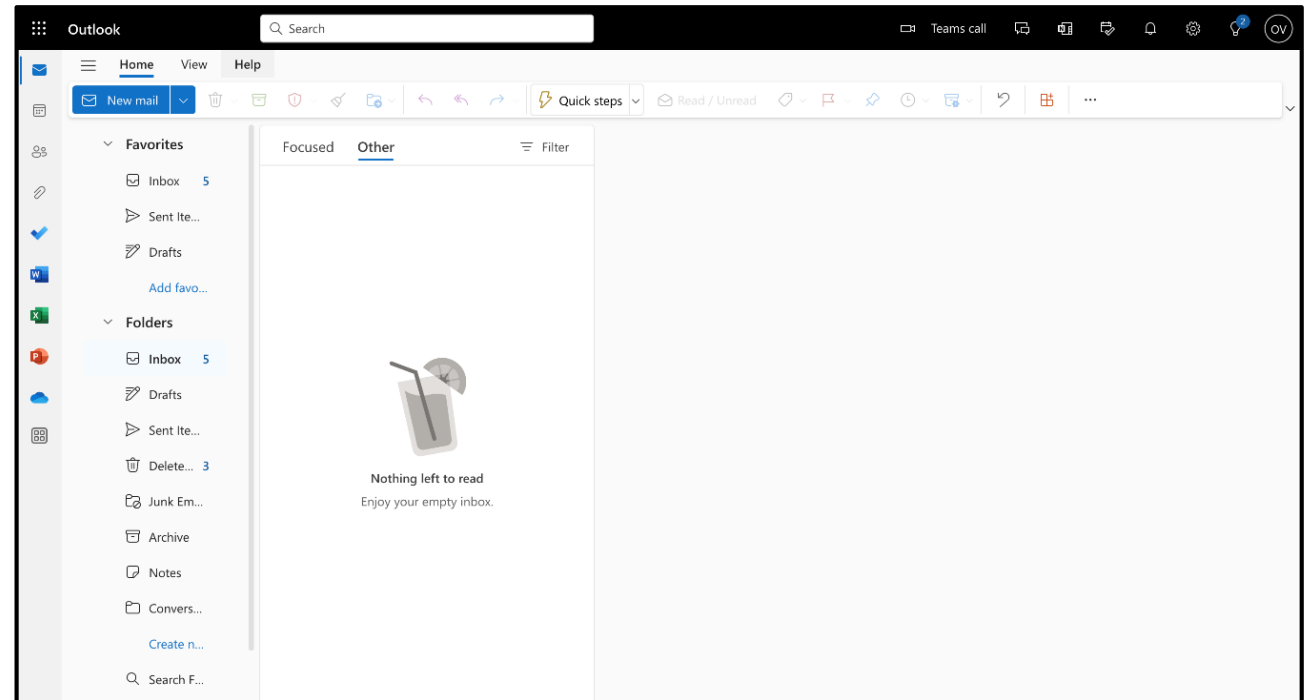 Outlook
Search
Teams call
2
OV
Home View Help
New mail
Quick steps
Read / Unread
Favorites
Inbox 5
Sent Ite...
Drafts
Add favo...
Folders
Inbox 5
Drafts
Sent Ite...
Delete... 3
Junk Em...
Archive
Notes
Convers...
Create n...
Search F...
Focused Other Filter
Nothing left to read
Enjoy your empty inbox.